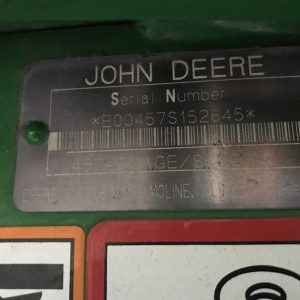 JOHN DEERE
Serial Number
*E00457S152645*
MOLINE,